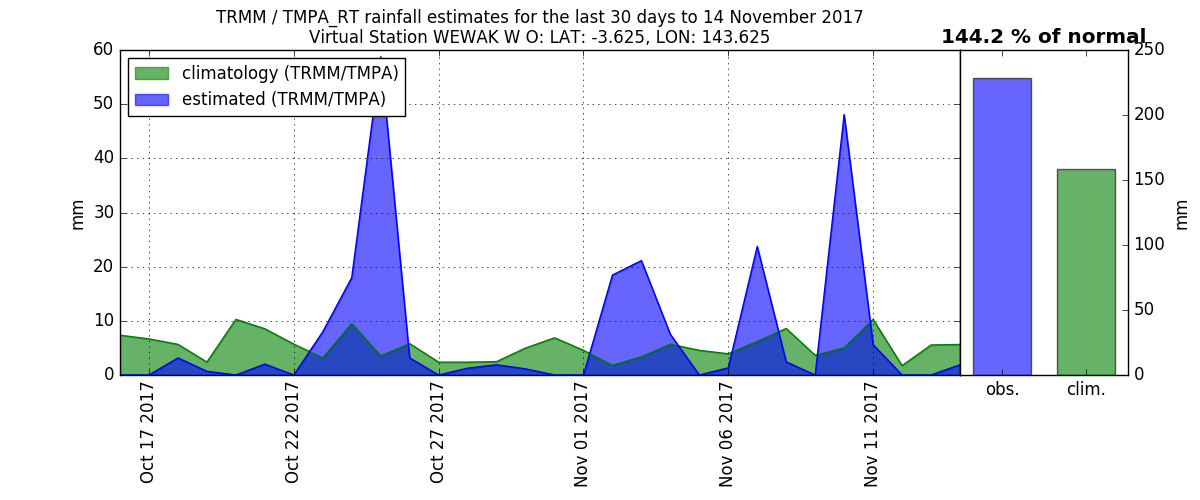 TRMM / TMPA_RT rainfall estimates for the last 30 days to 14 November 2017
Virtual Station WEWAK W O: LAT: -3.625, LON: 143.625
144.2 % of normal
climatology (TRMM/TMPA)
estimated (TRMM/TMPA)
60
50
40
30
20
10
0
mm
Oct 17 2017
Oct 22 2017
Oct 27 2017
Nov 01 2017
Nov 06 2017
Nov 11 2017
obs.
clim.
250
200
150
100
50
0
mm